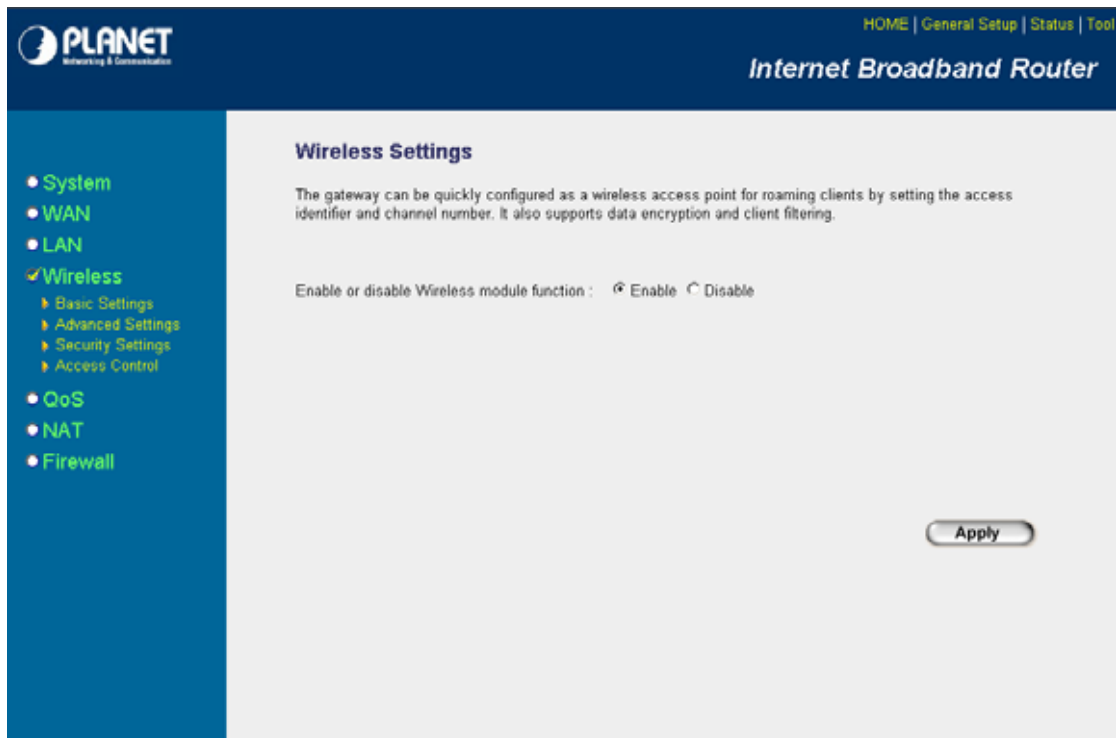 PLANET
Networking & Communication
HOME | General Setup | Status | Tool
Internet Broadband Router
System
WAN
LAN
Wireless
Basic Settings
Advanced Settings
Security Settings
Access Control
QoS
NAT
Firewall
Wireless Settings
The gateway can be quickly configured as a wireless access point for roaming clients by setting the access
identifier and channel number. It also supports data encryption and client filtering.
Enable or disable Wireless module function : Enable Disable
Apply